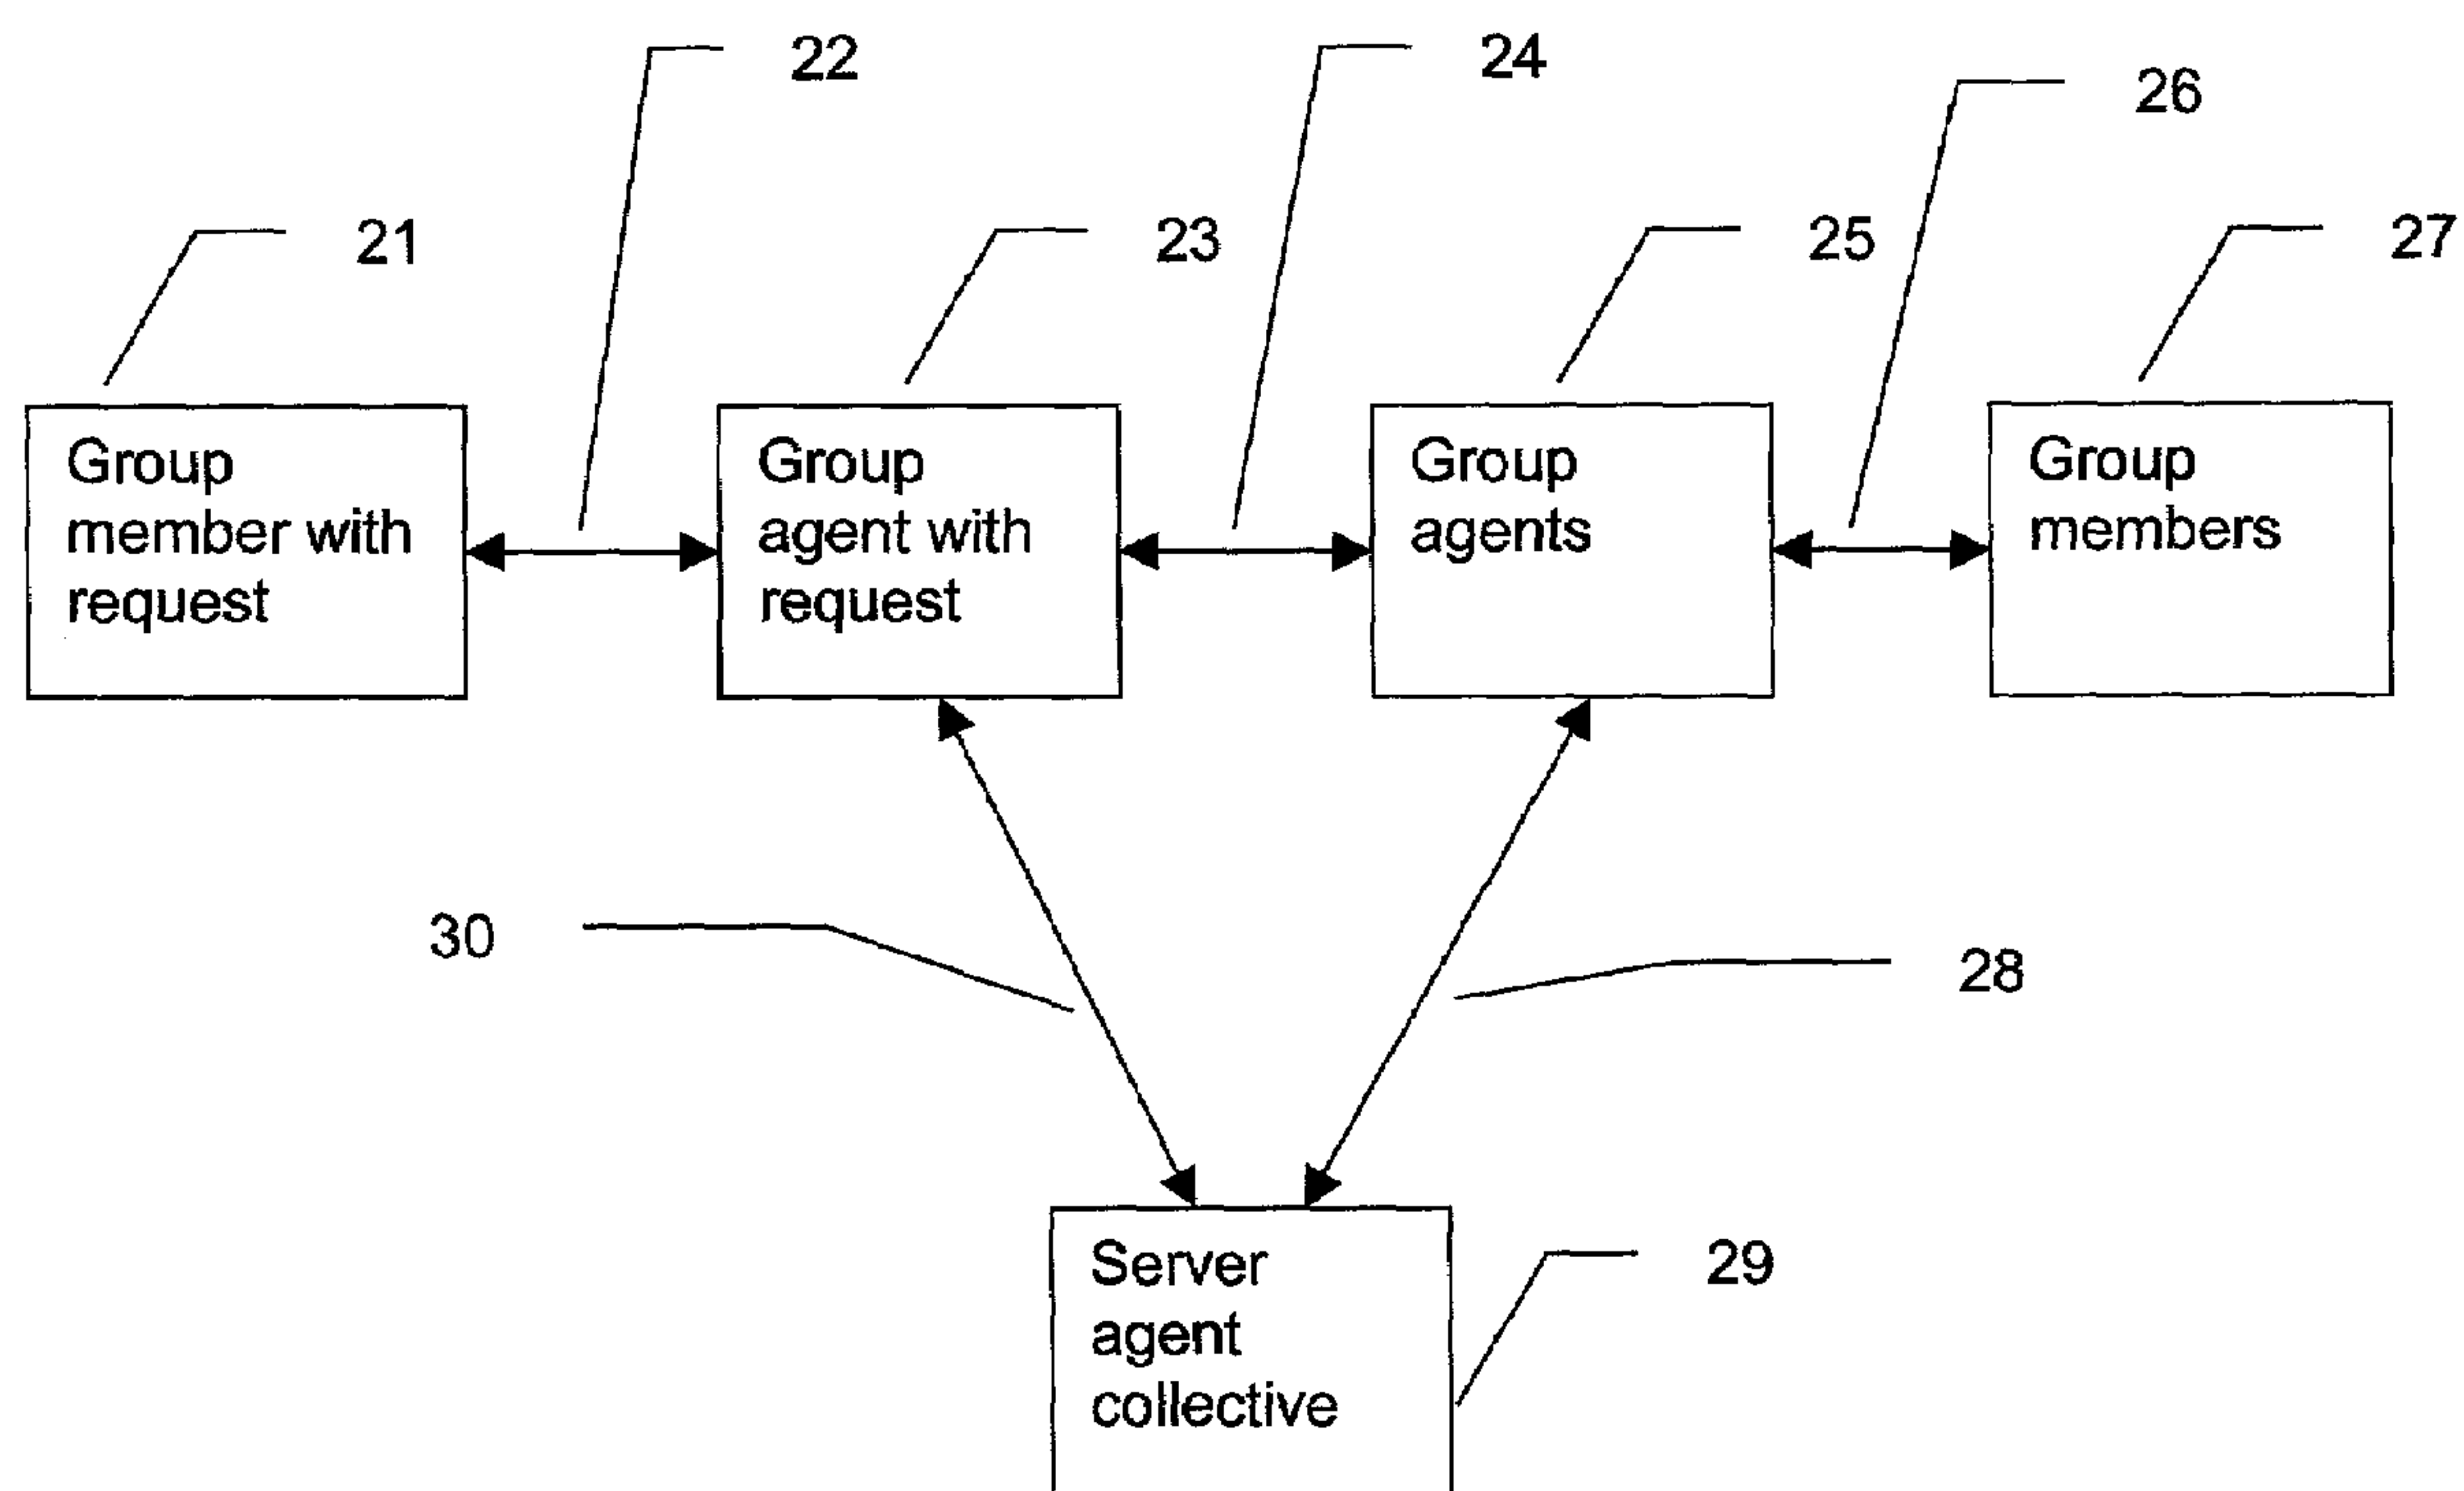 22
24
26
21
23
25
27
Group
member with
request
Group
agent with
request
Group
agents
Group
members
30
28
Server
agent
collective
29